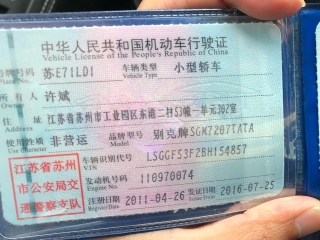 中华人民共和国机动车行驶证
Vehicle License of the People's Republic of China
号牌号码 苏E71LD1 车辆类型 小型轿车
Vehicle Type
所有人 许斌
住址 江苏省苏州市工业园区东港二村53幢一单元302室
使用性质 非营运 品牌型号 别克牌SGM7207TATA
江苏省苏州市公安局交通警察支队
车辆识别代号 LSGGF53F2BH154857
VIN
发动机号码 110970074
Engine No.
注册日期 2011-04-26 发证日期 2016-07-25
Register Date Issue Date